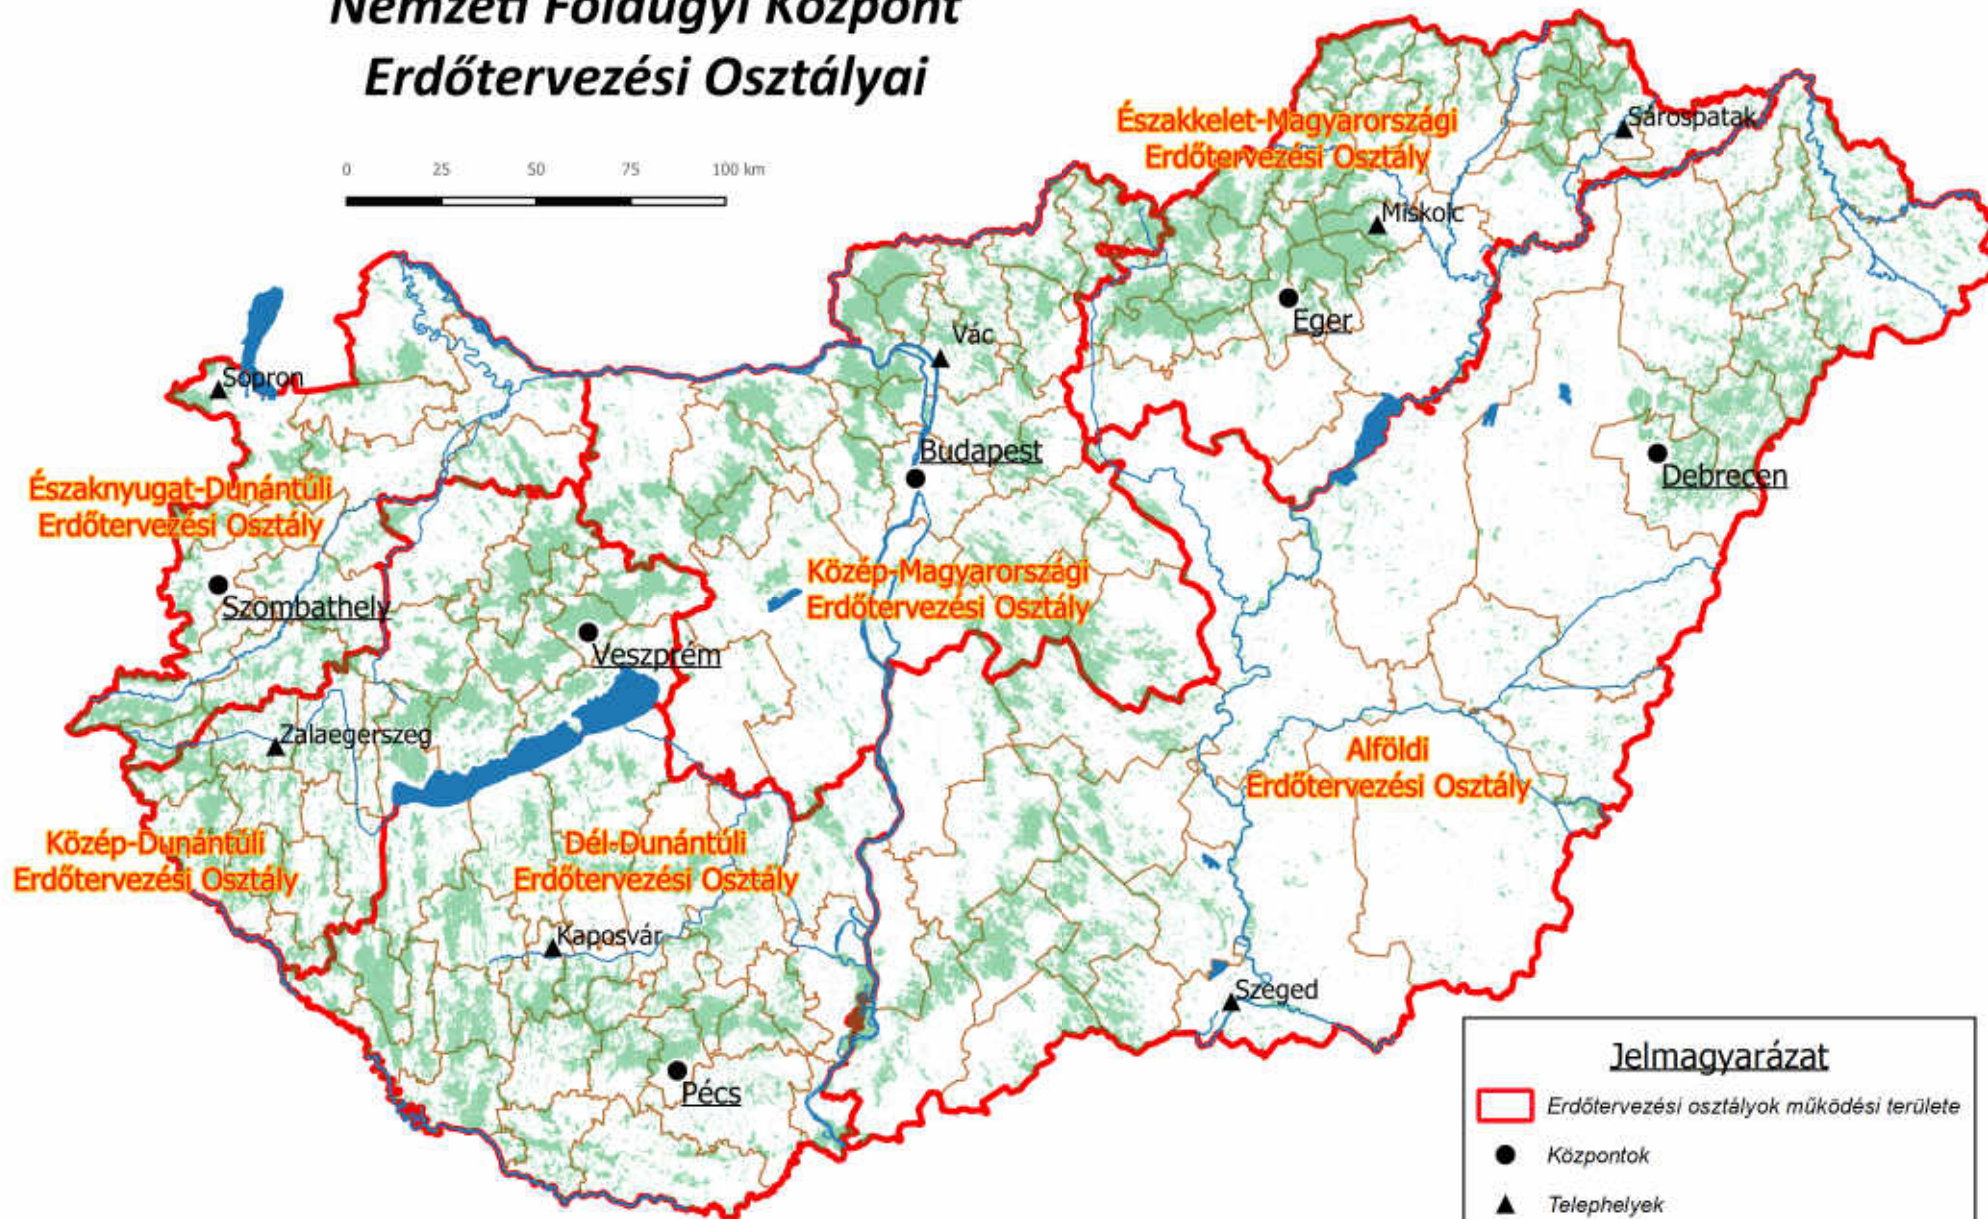 Nemzeti Földügyi Központ
Erdőtervezési Osztályai
0 25 50 75 100 km
Északkelet-Magyarországi
Erdőtervezési Osztály
Sárospatak
Miskolc
Eger
Vác
Sopron
Budapest
Debrecen
Északnyugat-Dunántúli
Erdőtervezési Osztály
Közép-Magyarországi
Erdőtervezési Osztály
Szombathely
Veszprém
Zalaegerszeg
Alföldi
Erdőtervezési Osztály
Közép-Dunántúli
Erdőtervezési Osztály
Dél-Dunántúli
Erdőtervezési Osztály
Kaposvár
Szeged
Pécs
Jelmagyarázat
Erdőtervezési osztályok működési területe
Központok
Telephelyek